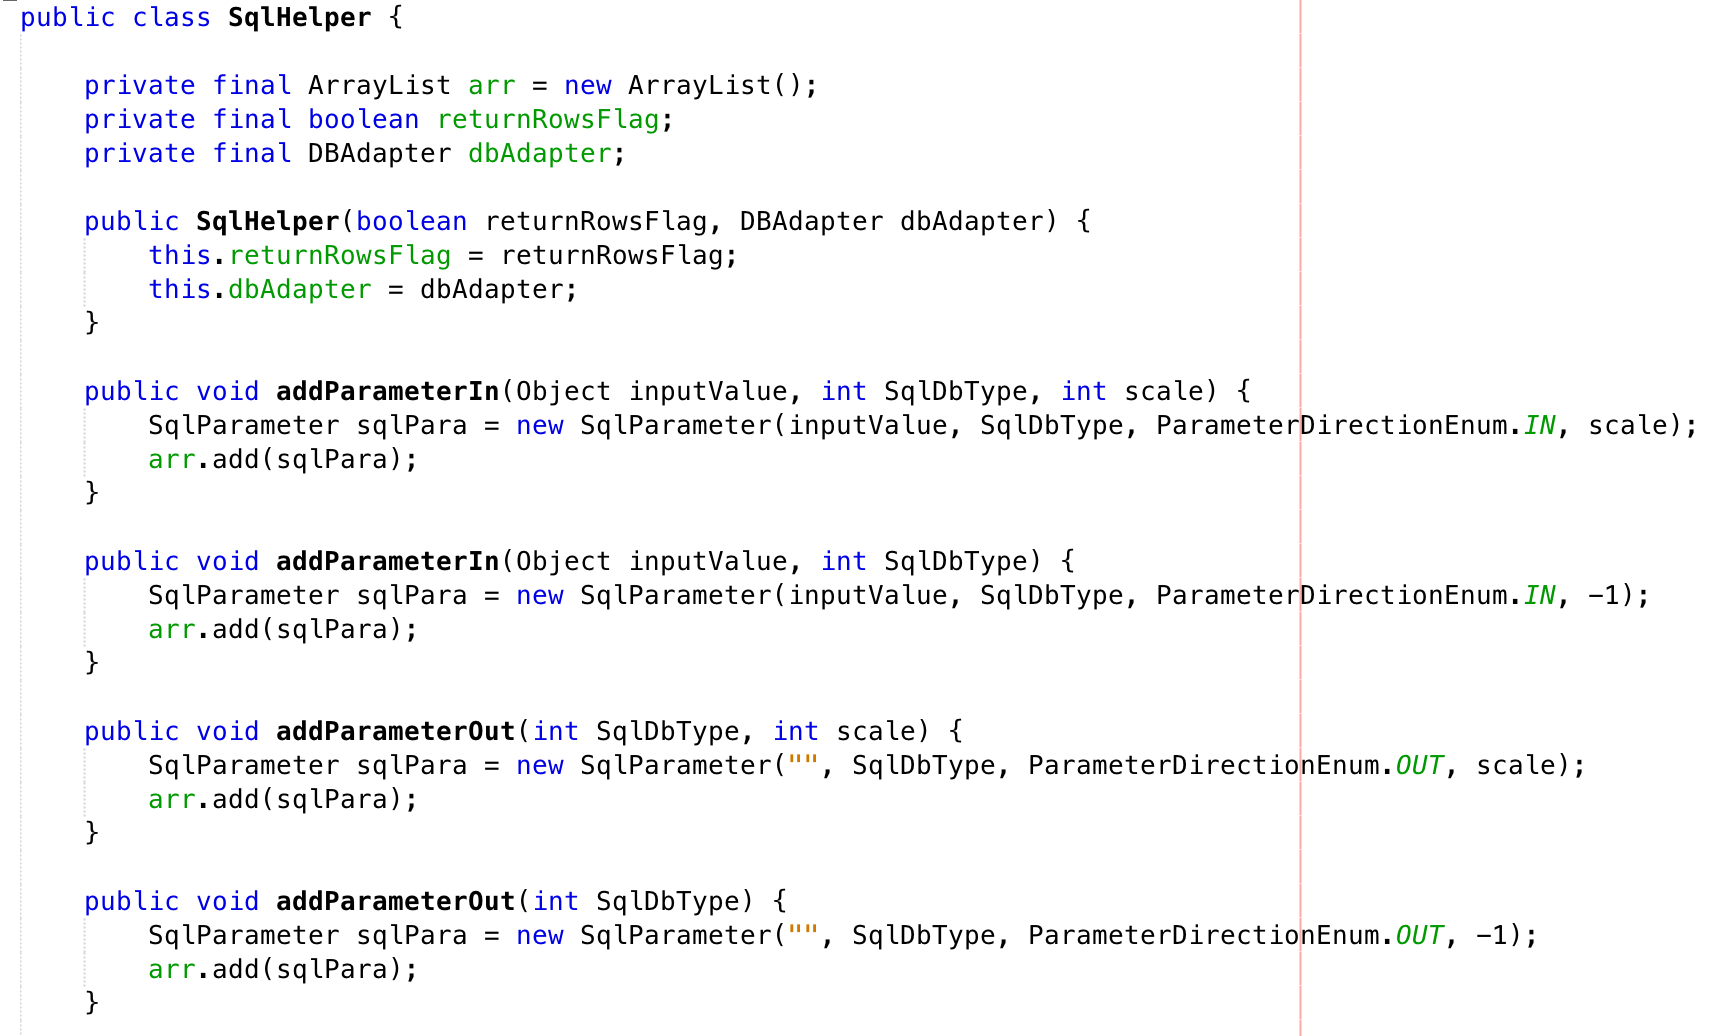 public class SqlHelper {
private final ArrayList arr = new ArrayList();
private final boolean returnRowsFlag;
private final DBAdapter dbAdapter;
public SqlHelper(boolean returnRowsFlag, DBAdapter dbAdapter) {
this.returnRowsFlag = returnRowsFlag;
this.dbAdapter = dbAdapter;
}
public void addParameterIn(Object inputValue, int SqlDbType, int scale) {
SqlParameter sqlPara = new SqlParameter(inputValue, SqlDbType, ParameterDirectionEnum.IN, scale);
arr.add(sqlPara);
}
public void addParameterIn(Object inputValue, int SqlDbType) {
SqlParameter sqlPara = new SqlParameter(inputValue, SqlDbType, ParameterDirectionEnum.IN, -1);
arr.add(sqlPara);
}
public void addParameterOut(int SqlDbType, int scale) {
SqlParameter sqlPara = new SqlParameter("", SqlDbType, ParameterDirectionEnum.OUT, scale);
arr.add(sqlPara);
}
public void addParameterOut(int SqlDbType) {
SqlParameter sqlPara = new SqlParameter("", SqlDbType, ParameterDirectionEnum.OUT, -1);
arr.add(sqlPara);
}